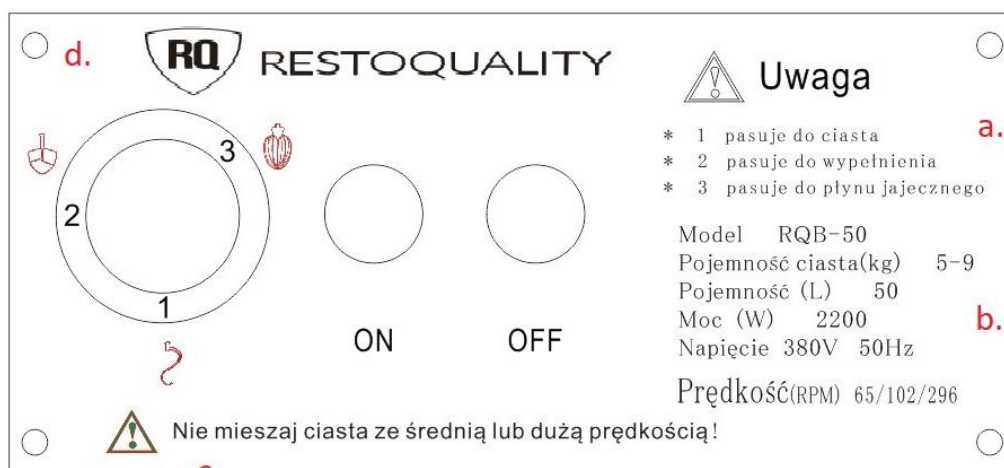 d.
RQ RESTOQUALITY
Uwaga
a.
* 1 pasuje do ciasta
* 2 pasuje do wypełnienia
* 3 pasuje do płynu jajecznego
3
2
1
ON
OFF
Model RQB-50
Pojemność ciasta(kg) 5-9
Pojemność (L) 50
b.
Moc (W) 2200
Napięcie 380V 50Hz
Prędkość(RPM) 65/102/296
Nie mieszaj ciasta ze średnią lub dużą prędkością!